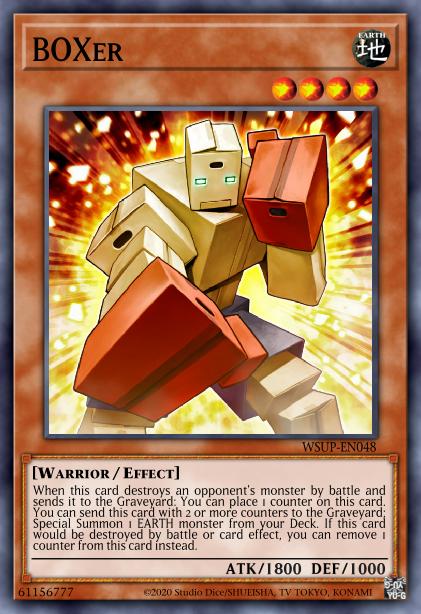 BOXer
EARTH
地
WSUP-EN048
[Warrior / Effect]
When this card destroys an opponent's monster by battle and
sends it to the Graveyard: You can place 1 counter on this card.
You can send this card with 2 or more counters to the Graveyard;
Special Summon 1 EARTH monster from your Deck. If this card
would be destroyed by battle or card effect, you can remove 1
counter from this card instead.
ATK/1800 DEF/1000
61156777
©2020 Studio Dice/SHUEISHA, TV TOKYO, KONAMI